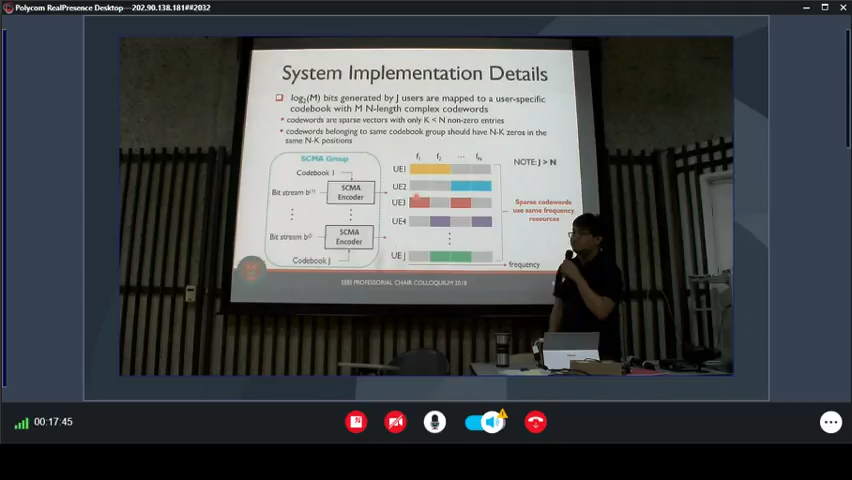 Polycom RealPresence Desktop---202.90.138.181##2032
System Implementation Details
log2(M) bits generated by J users are mapped to a user-specific
codebook with M N-length complex codewords
codewords are sparse vectors with only K < N non-zero entries
codewords belonging to same codebook group should have N-K zeros in the
same N-K positions
SCMA Group
Codebook 1
Bit stream b(1)
SCMA
Encoder
Bit stream b(J)
SCMA
Encoder
Codebook J
f1 f2 ... fN
UE1
UE2
UE3
UE4
UE J
frequency
NOTE: J > N
Sparse codewords
use same frequency
resources
EEEI PROFESSORIAL CHAIR COLLOQUIUM 2018
00:17:45